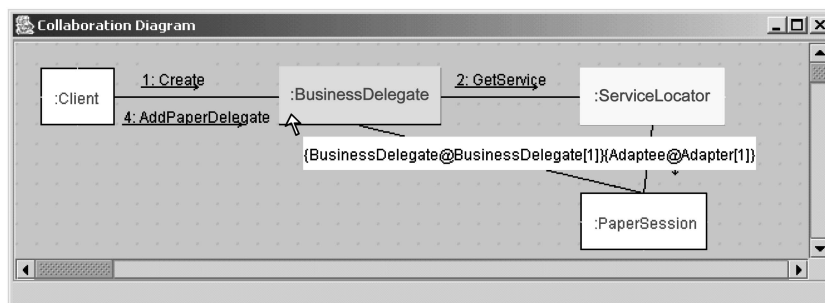 Collaboration Diagram
1: Create
2: GetService
:Client
:BusinessDelegate
:ServiceLocator
4: AddPaperDelegate
{BusinessDelegate@BusinessDelegate[1]}{Adaptee@Adapter[1]}
:PaperSession